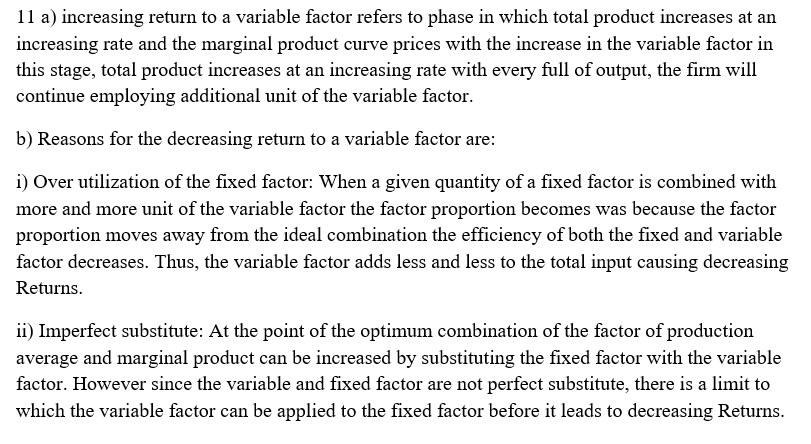 11 a) increasing return to a variable factor refers to phase in which total product increases at an
increasing rate and the marginal product curve prices with the increase in the variable factor in
this stage, total product increases at an increasing rate with every full of output, the firm will
continue employing additional unit of the variable factor.
b) Reasons for the decreasing return to a variable factor are:
i) Over utilization of the fixed factor: When a given quantity of a fixed factor is combined with
more and more unit of the variable factor the factor proportion becomes was because the factor
proportion moves away from the ideal combination the efficiency of both the fixed and variable
factor decreases. Thus, the variable factor adds less and less to the total input causing decreasing
Returns.
ii) Imperfect substitute: At the point of the optimum combination of the factor of production
average and marginal product can be increased by substituting the fixed factor with the variable
factor. However since the variable and fixed factor are not perfect substitute, there is a limit to
which the variable factor can be applied to the fixed factor before it leads to decreasing Returns.